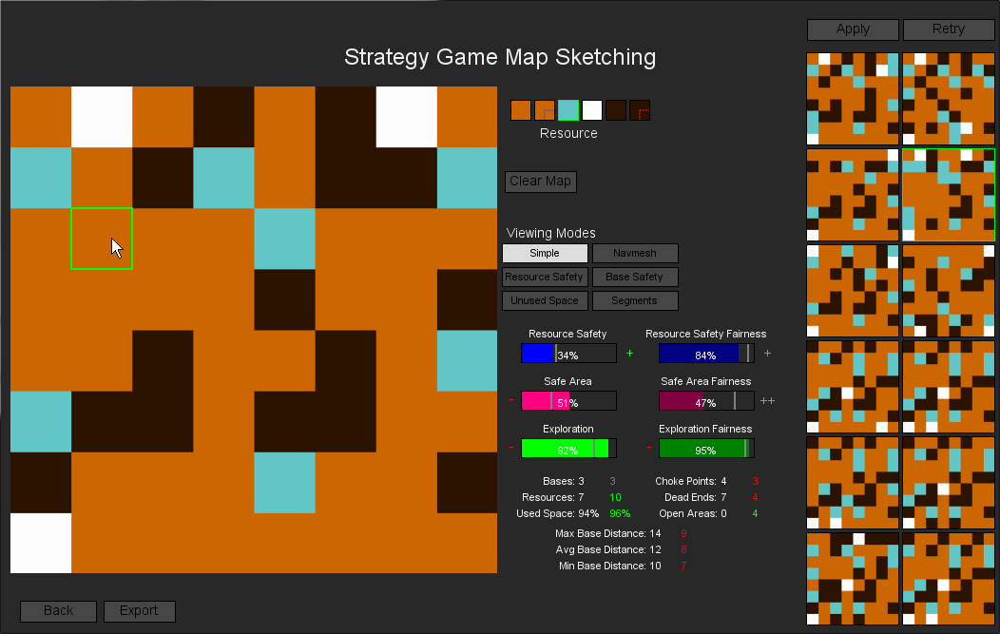 Apply Retry
Strategy Game Map Sketching
Resource
Clear Map
Viewing Modes
Simple Navmesh
Resource Safety Base Safety
Unused Space Segments
Resource Safety Resource Safety Fairness
34% + 84% +
Safe Area Safe Area Fairness
- 51% 47% ++
Exploration Exploration Fairness
- 92% - 95%
Bases: 3 3 Choke Points: 4 3
Resources: 7 10 Dead Ends: 7 4
Used Space: 94% 96% Open Areas: 0 4
Max Base Distance: 14 9
Avg Base Distance: 12 8
Min Base Distance: 10 7
Back Export